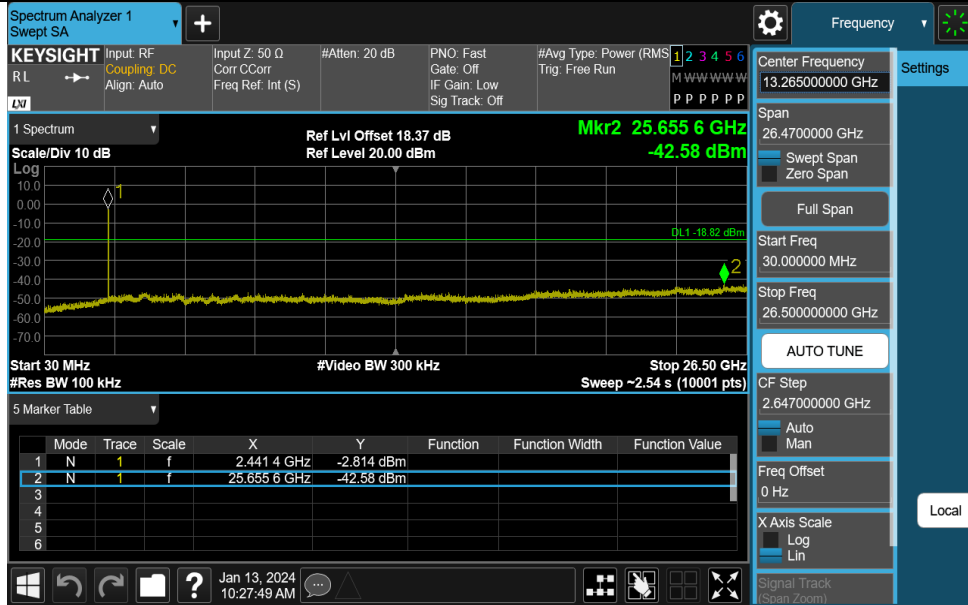 Spectrum Analyzer 1
Swept SA
+
Frequency
KEYSIGHT
RL
LXI
Input: RF
Coupling: DC
Align: Auto
Input Z: 50 Ω
Corr CCorr
Freq Ref: Int (S)
#Atten: 20 dB
PNO: Fast
Gate: Off
IF Gain: Low
Sig Track: Off
#Avg Type: Power (RMS
Trig: Free Run
1 2 3 4 5 6
M W W W W W
P P P P P P
1 Spectrum
Scale/Div 10 dB
Ref Lvl Offset 18.37 dB
Ref Level 20.00 dBm
Mkr2 25.655 6 GHz
-42.58 dBm
Log
10.0
0.00
-10.0
-20.0
-30.0
-40.0
-50.0
-60.0
-70.0
1
DL1 -18.82 dBm
2
Start 30 MHz
#Video BW 300 kHz
Stop 26.50 GHz
#Res BW 100 kHz
Sweep ~2.54 s (10001 pts)
5 Marker Table
Mode Trace Scale X Y Function Function Width Function Value
1 N 1 f 2.441 4 GHz -2.814 dBm
2 N 1 f 25.655 6 GHz -42.58 dBm
3
4
5
6
Center Frequency
13.265000000 GHz
Settings
Span
26.4700000 GHz
Swept Span
Zero Span
Full Span
Start Freq
30.000000 MHz
Stop Freq
26.500000000 GHz
AUTO TUNE
CF Step
2.647000000 GHz
Auto
Man
Freq Offset
0 Hz
Local
X Axis Scale
Log
Lin
Signal Track
(Span Zoom)
?
Jan 13, 2024
10:27:49 AM